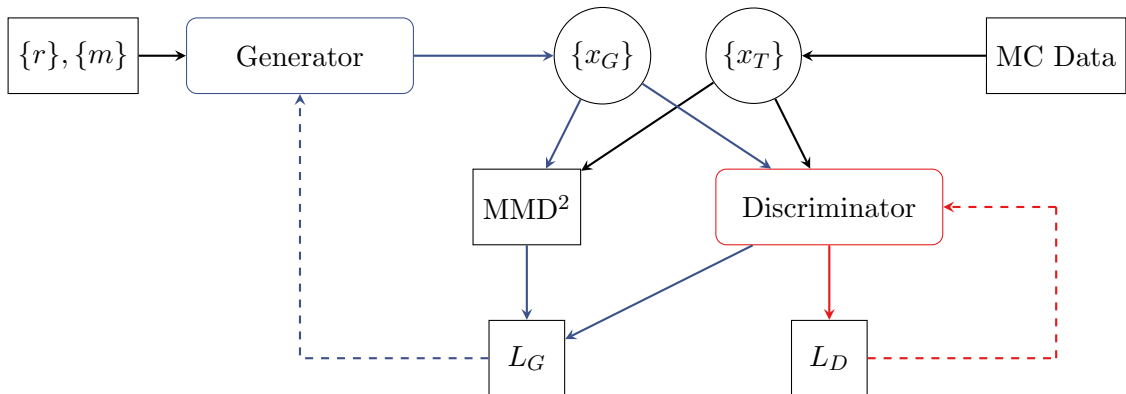 {r}, {m}
Generator
{x_G}
{x_T}
MC Data
MMD²
Discriminator
L_G
L_D